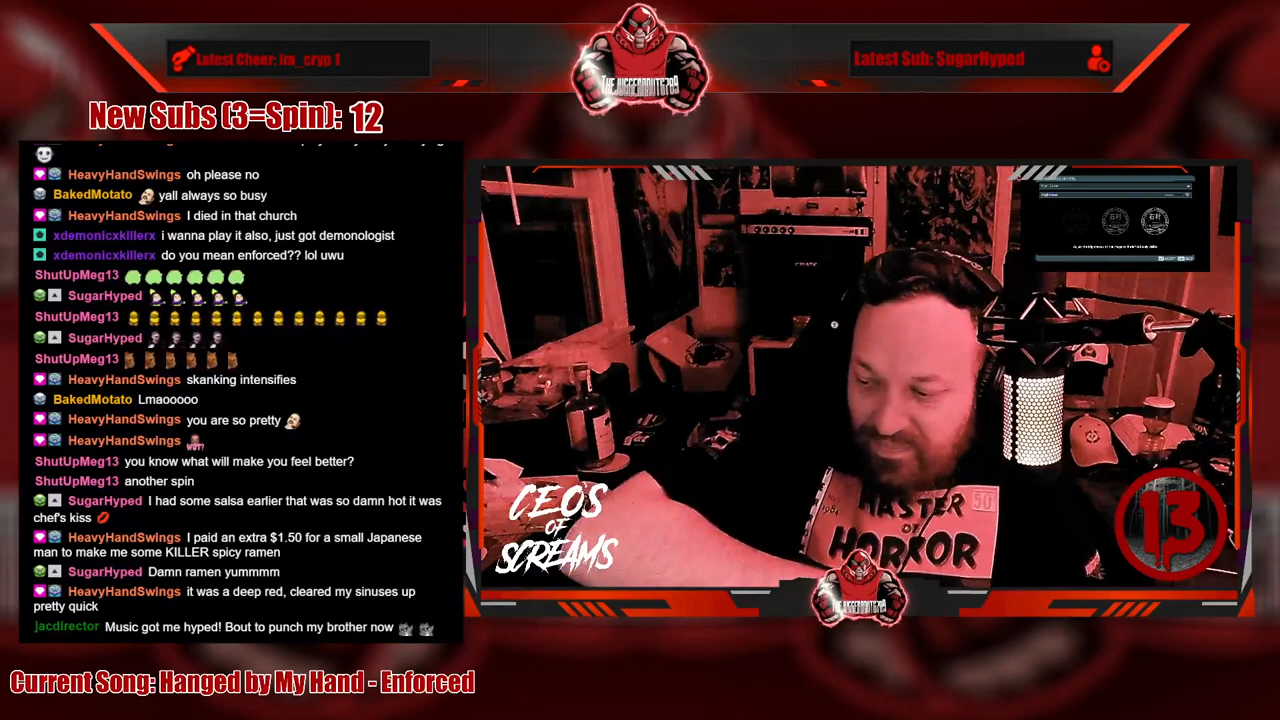 Latest Cheer: im_cryp 1
THEJUGGERNAUT6789
Latest Sub: SugarHyped
New Subs (3=Spin): 12
HeavyHandSwings oh please no
BakedMotato yall always so busy
HeavyHandSwings I died in that church
xdemonicxkillerx i wanna play it also, just got demonologist
xdemonicxkillerx do you mean enforced?? lol uwu
ShutUpMeg13
SugarHyped
ShutUpMeg13
SugarHyped
ShutUpMeg13
HeavyHandSwings skanking intensifies
BakedMotato Lmaooooo
HeavyHandSwings you are so pretty
HeavyHandSwings
ShutUpMeg13 you know what will make you feel better?
ShutUpMeg13 another spin
SugarHyped I had some salsa earlier that was so damn hot it was
chef's kiss
HeavyHandSwings I paid an extra $1.50 for a small Japanese
man to make me some KILLER spicy ramen
SugarHyped Damn ramen yummmm
HeavyHandSwings it was a deep red, cleared my sinuses up
pretty quick
jacdirector Music got me hyped! Bout to punch my brother now
CRATE
CEOS
OF
SCREAMS
MASTER
OF
HORROR
1984
50
13
THEJUGGERNAUT6789
Current Song: Hanged by My Hand - Enforced